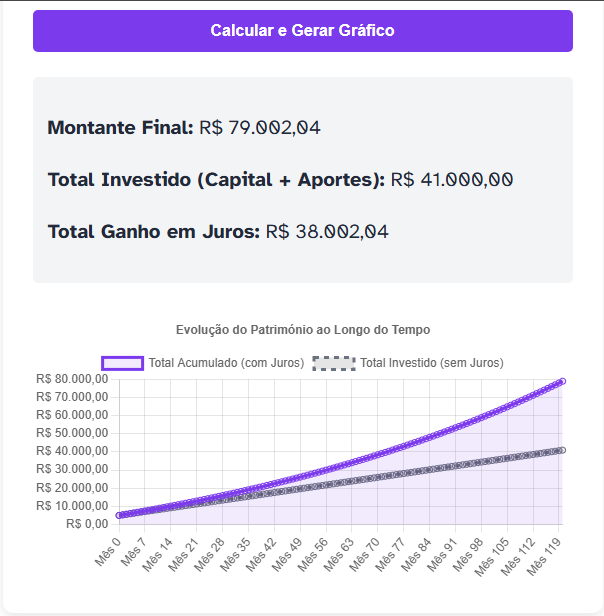 Calcular e Gerar Gráfico
Montante Final: R$ 79.002,04
Total Investido (Capital + Aportes): R$ 41.000,00
Total Ganho em Juros: R$ 38.002,04
Evolução do Patrimônio ao Longo do Tempo
Total Acumulado (com Juros) Total Investido (sem Juros)
R$ 80.000,00
R$ 70.000,00
R$ 60.000,00
R$ 50.000,00
R$ 40.000,00
R$ 30.000,00
R$ 20.000,00
R$ 10.000,00
R$ 0,00
Mês 0 Mês 7 Mês 14 Mês 21 Mês 28 Mês 35 Mês 42 Mês 49 Mês 56 Mês 63 Mês 70 Mês 77 Mês 84 Mês 91 Mês 98 Mês 105 Mês 112 Mês 119